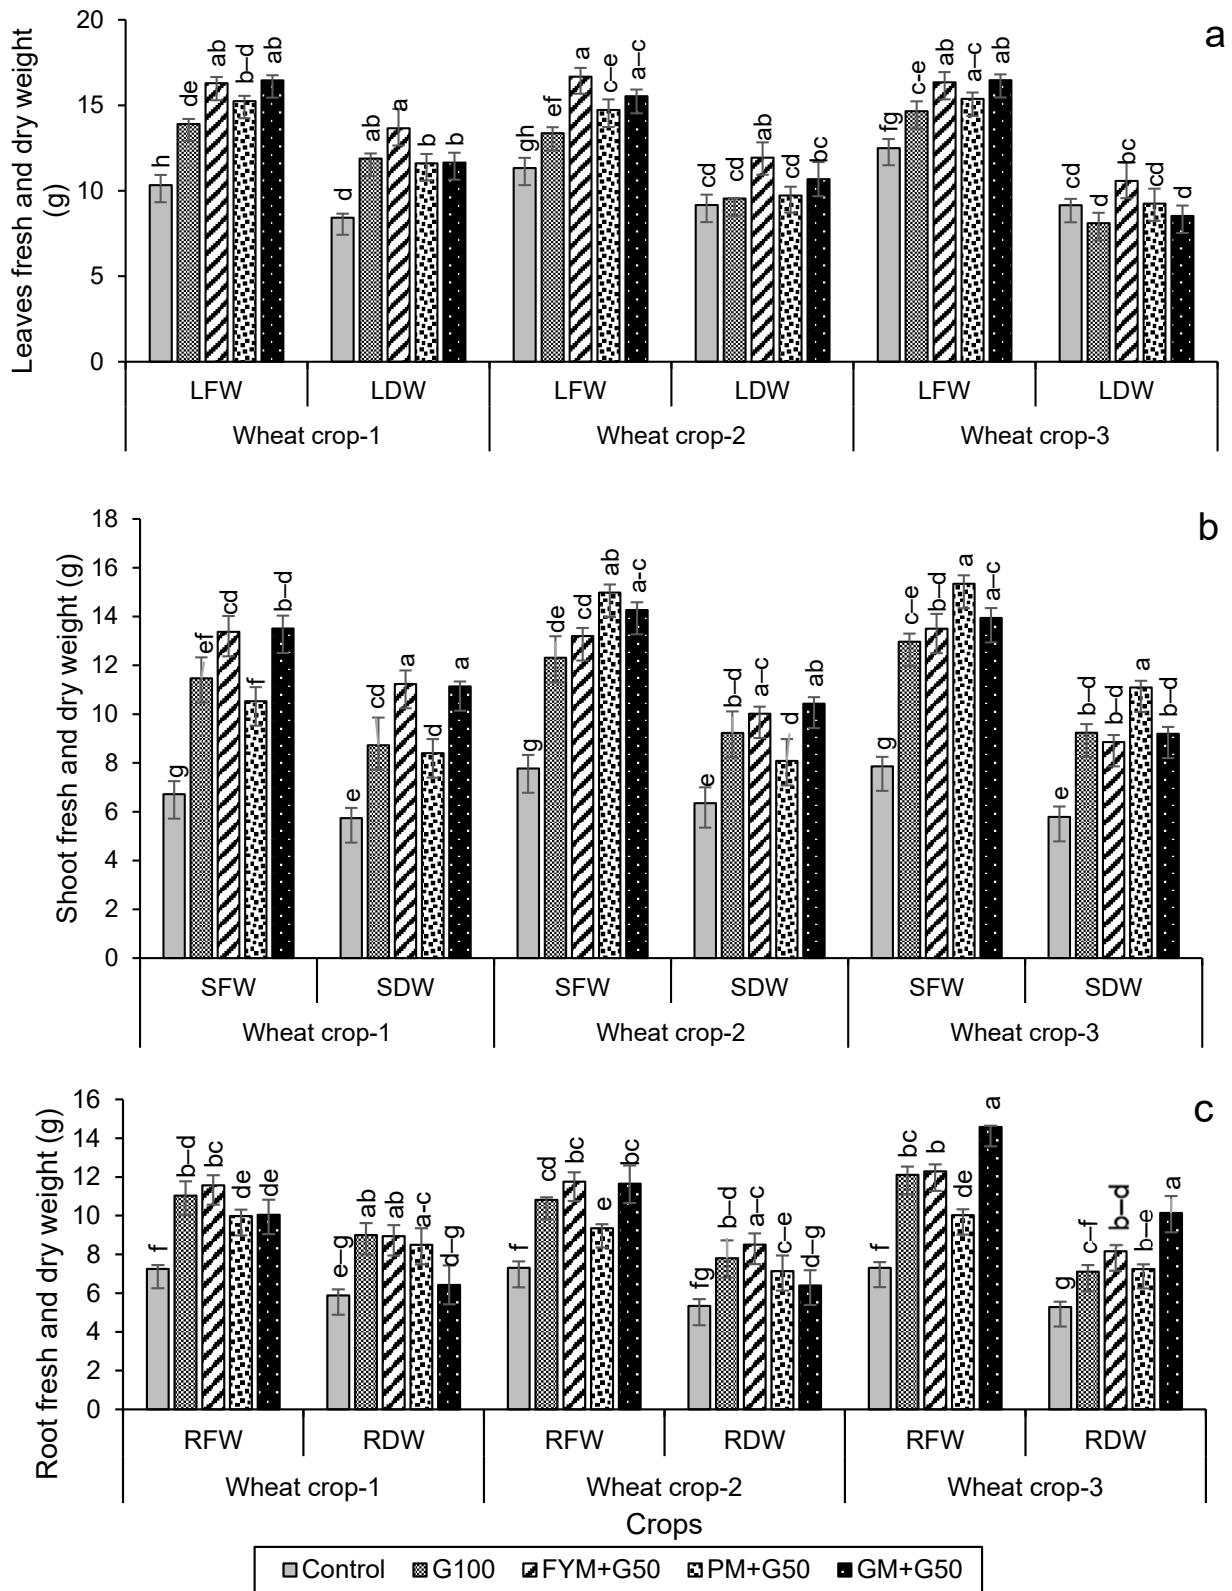 a
Leaves fresh and dry weight
(g)
20
15
10
5
0
h de ab b–d ab
d ab a b b
gh ef a c–e a–c
cd cd ab cd bc
fg c-e ab a–c ab
cd d bc cd d
LFW LDW LFW LDW LFW LDW
Wheat crop-1 Wheat crop-2 Wheat crop-3
b
Shoot fresh and dry weight (g)
18
16
14
12
10
8
6
4
2
0
g ef cd f b–d
e cd a d a
g de cd ab a-c
e b–d a–c d ab
g c–e b–d a a–c
e b–d b–d a b–d
SFW SDW SFW SDW SFW SDW
Wheat crop-1 Wheat crop-2 Wheat crop-3
c
Root fresh and dry weight (g)
16
14
12
10
8
6
4
2
0
f b–d bc de de
e–g ab ab a-c d–g
f cd bc e bc
fg b–d a–c c–e d–g
f bc b de a
g c–f b–d b–e a
RFW RDW RFW RDW RFW RDW
Wheat crop-1 Wheat crop-2 Wheat crop-3
Crops
Control G100 FYM+G50 PM+G50 GM+G50